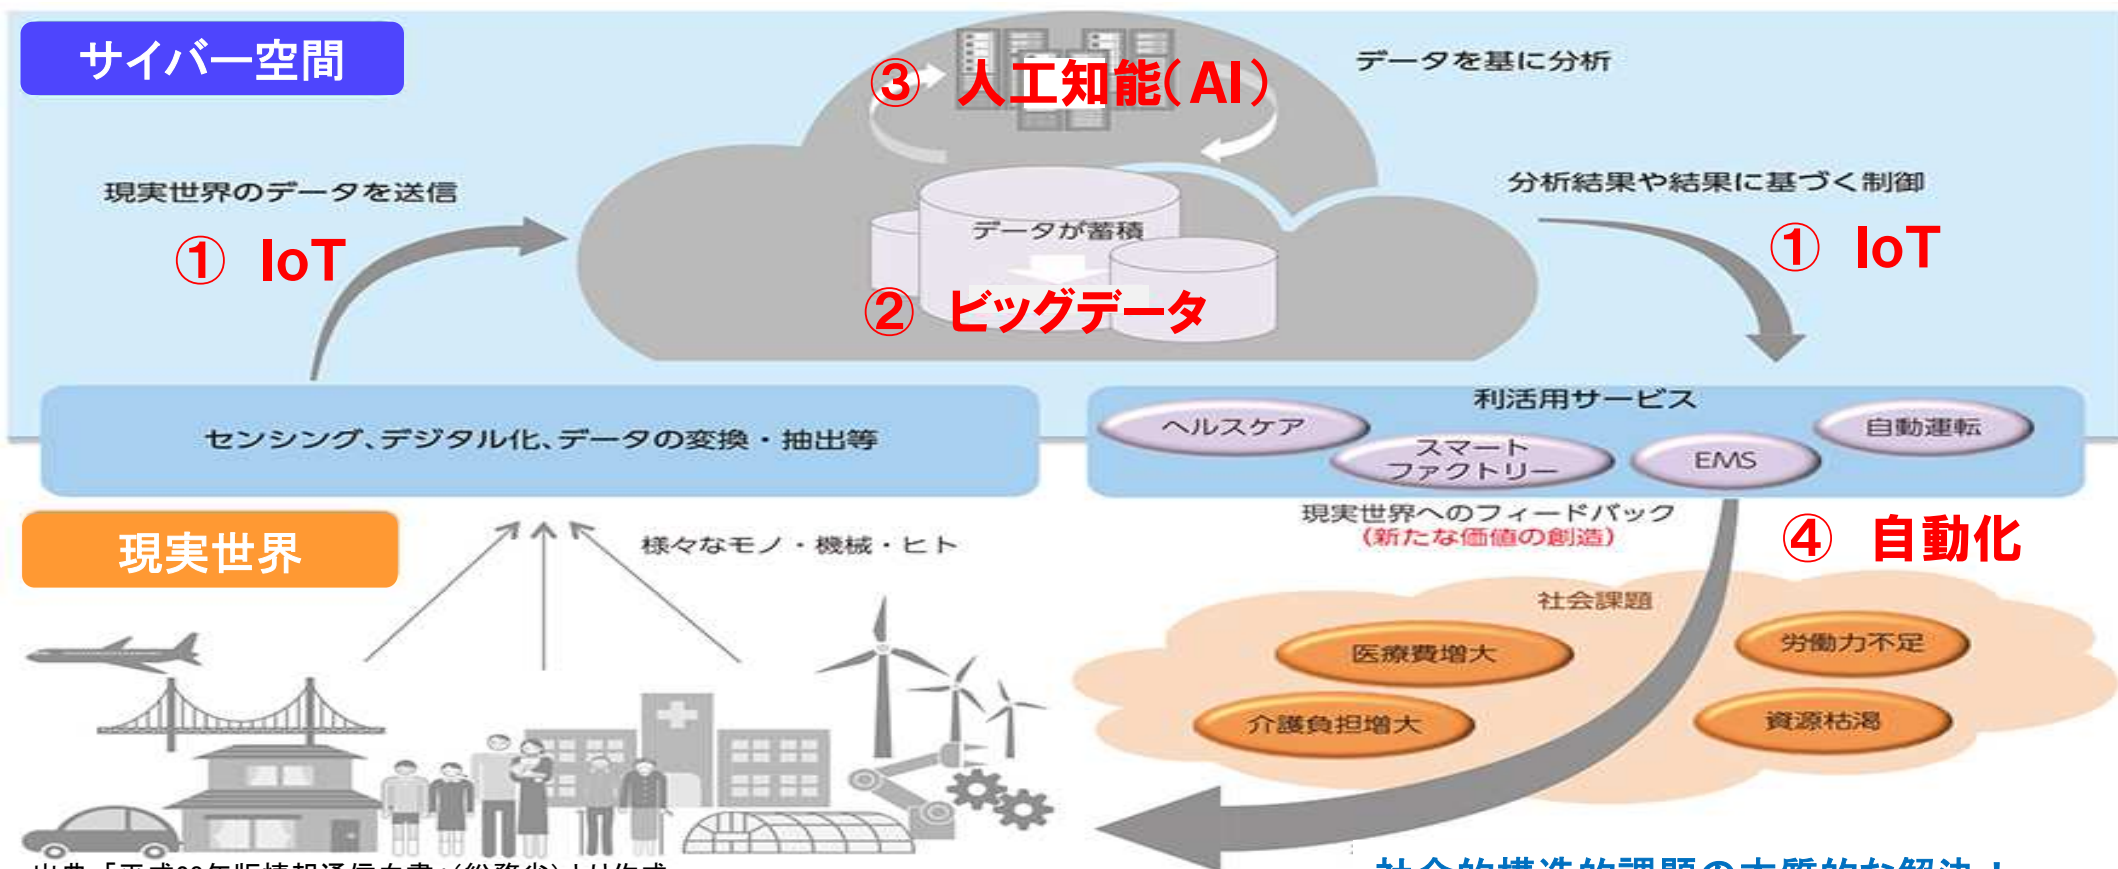 サイバー空間
③ 人工知能(AI)
データを基に分析
現実世界のデータを送信
① IoT
データが蓄積
② ビッグデータ
分析結果や結果に基づく制御
① IoT
センシング、デジタル化、データの変換・抽出等
利活用サービス
ヘルスケア
スマート
ファクトリー
EMS
自動運転
現実世界
様々なモノ・機械・ヒト
現実世界へのフィードバック
(新たな価値の創造)
④ 自動化
社会課題
医療費増大
労働力不足
介護負担増大
資源枯渇